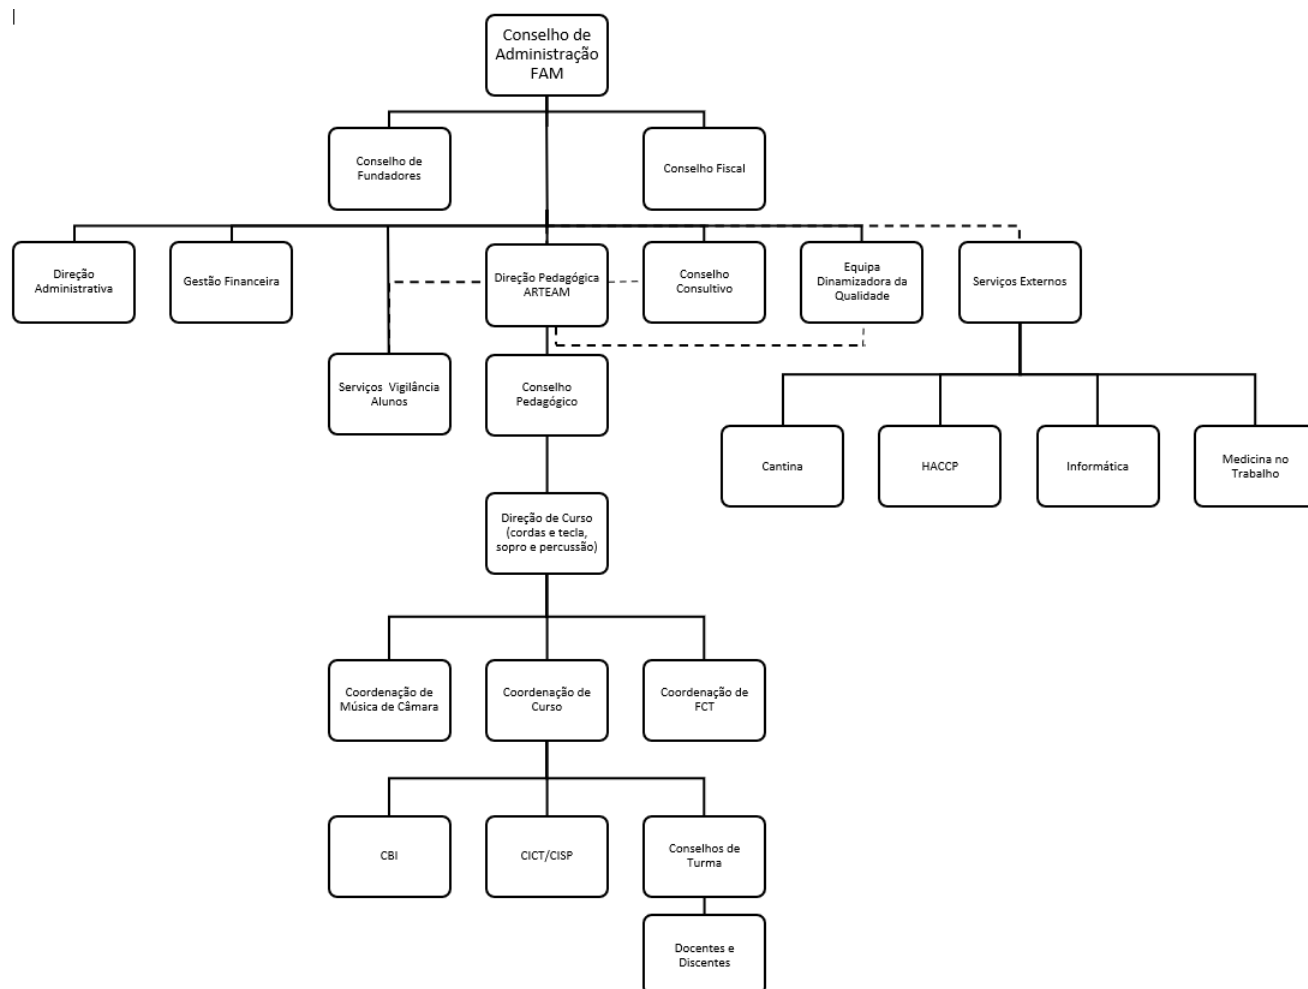 Conselho de
Administração
FAM
Conselho de
Fundadores
Conselho Fiscal
Direção
Administrativa
Gestão Financeira
Direção Pedagógica
ARTEAM
Conselho
Consultivo
Equipa
Dinamizadora da
Qualidade
Serviços Externos
Serviços Vigilância
Alunos
Conselho
Pedagógico
Cantina
HACCP
Informática
Medicina no
Trabalho
Direção de Curso
(cordas e tecla,
sopro e percussão)
Coordenação de
Música de Câmara
Coordenação de
Curso
Coordenação de
FCT
CBI
CICT/CISP
Conselhos de
Turma
Docentes e
Discentes